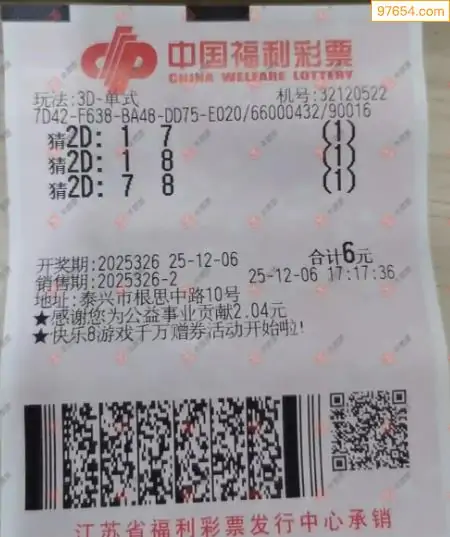 97654.com
中国福利彩票
CHINA WELFARE LOTTERY
玩法:3D-单式 机号:32120522
7D42-F638-BA48-DD75-E020/66000432/90016
猜2D: 1 7 (1)
猜2D: 1 8 (1)
猜2D: 7 8 (1)
开奖期:2025326 25-12-06 合计6元
销售期:2025326-2 25-12-06 17:17:36
地址:泰兴市根思中路10号
★感谢您为公益事业贡献2.04元
★快乐8游戏千万赠券活动开始啦!
江苏省福利彩票发行中心承销